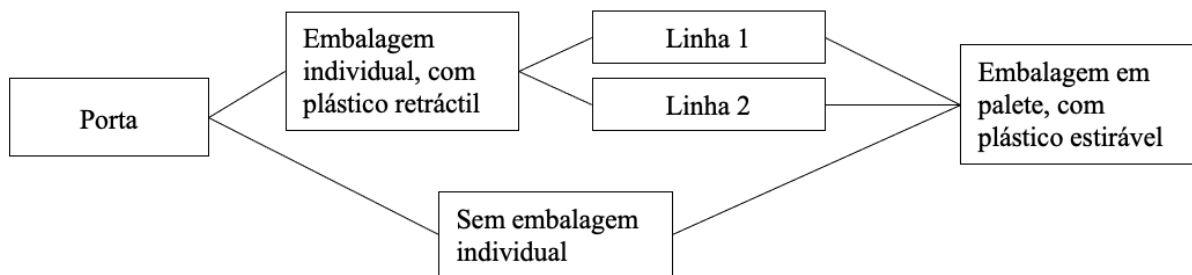 Porta
Embalagem
individual, com
plástico retráctil
Linha 1
Linha 2
Sem embalagem
individual
Embalagem em
palete, com
plástico estirável